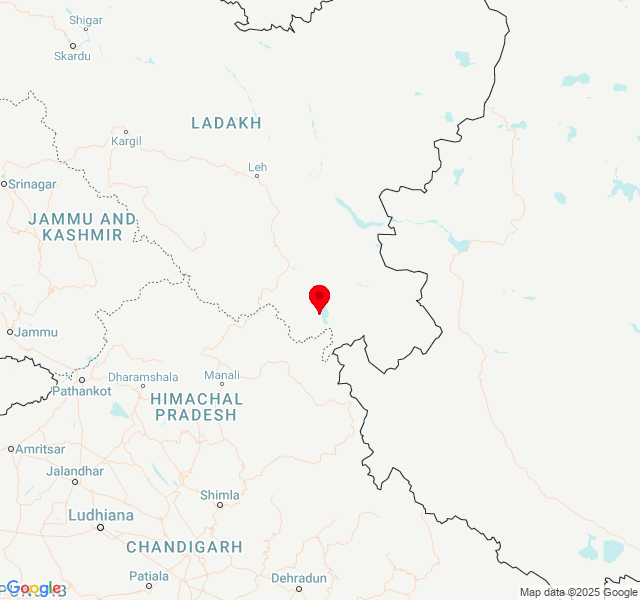 Shigar
Skardu
LADAKH
Kargil
Leh
Srinagar
JAMMU AND
KASHMIR
Jammu
Dharamshala
Manali
Pathankot
HIMACHAL
PRADESH
Amritsar
Jalandhar
Shimla
Ludhiana
CHANDIGARH
Patiala
Dehradun
Google
Map data ©2025 Google